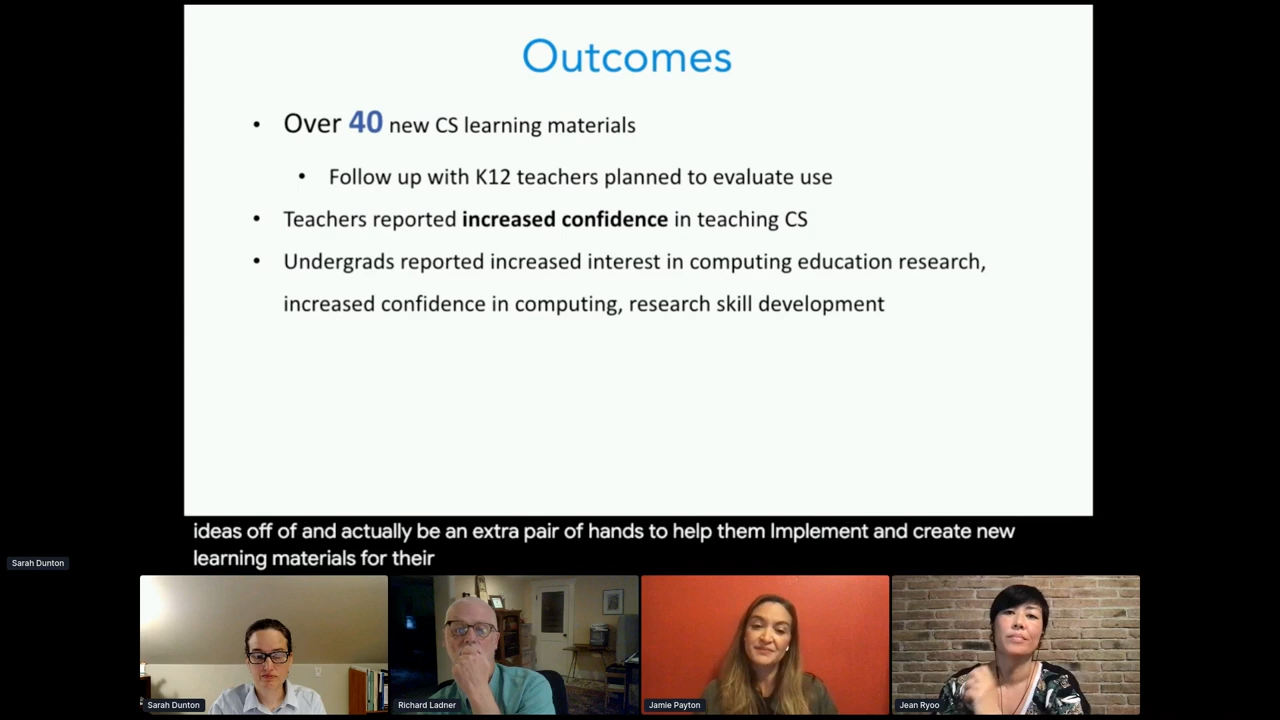 Outcomes
• Over 40 new CS learning materials
• Follow up with K12 teachers planned to evaluate use
• Teachers reported increased confidence in teaching CS
• Undergrads reported increased interest in computing education research,
increased confidence in computing, research skill development
ideas off of and actually be an extra pair of hands to help them Implement and create new
learning materials for their
Sarah Dunton
Sarah Dunton
Richard Ladner
Jamie Payton
Jean Ryoo